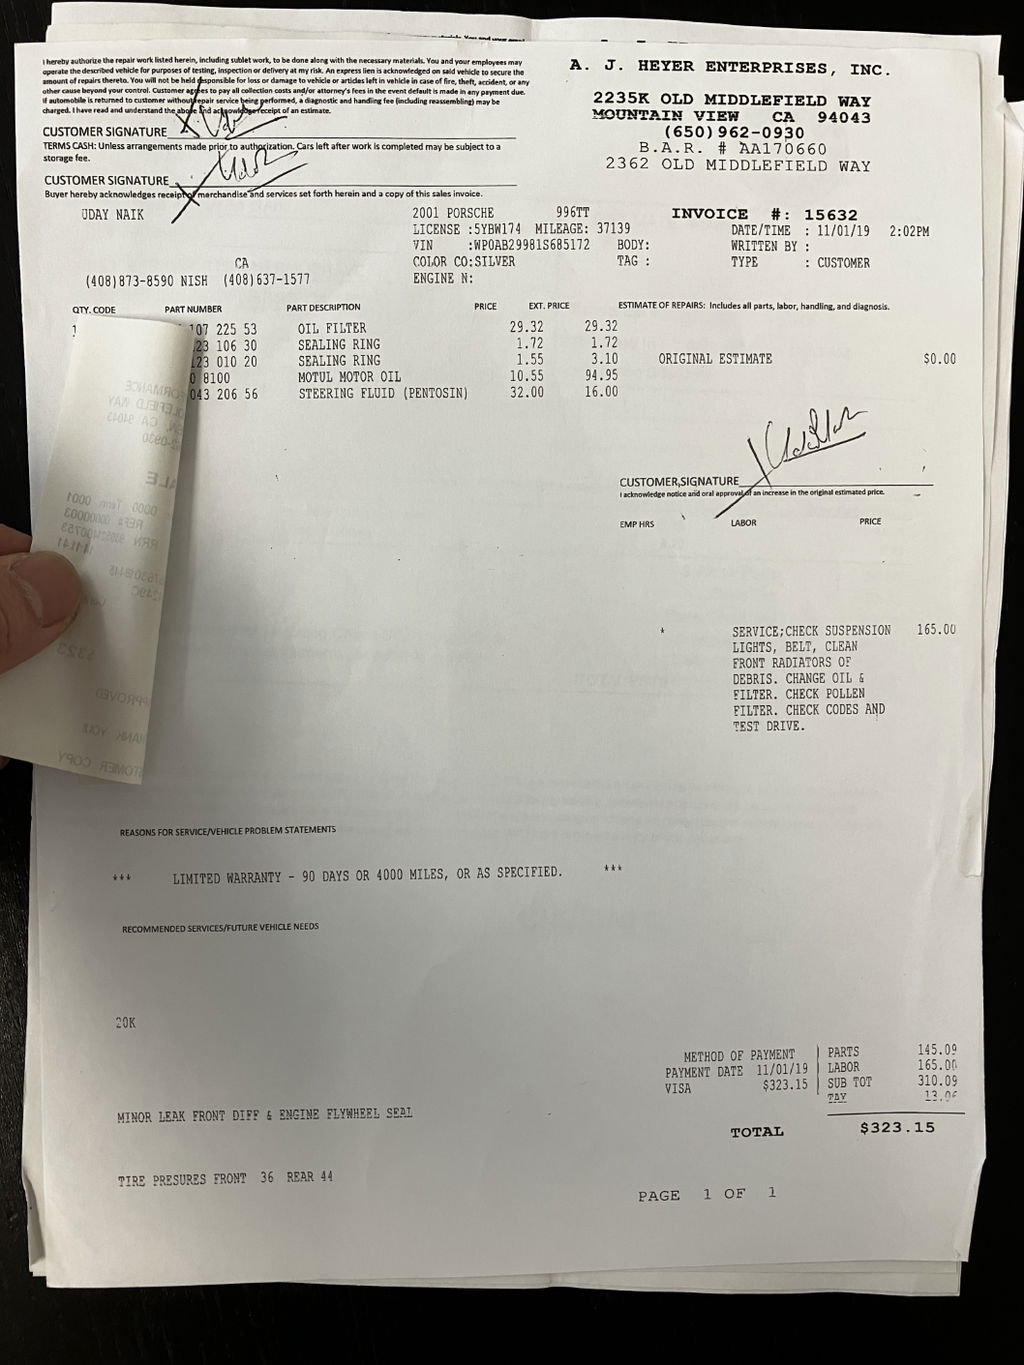 I hereby authorize the repair work listed herein, including sublet work, to be done along with the necessary materials. You and your employees may
operate the described vehicle for purposes of testing, inspection or delivery at my risk. An express lien is acknowledged on said vehicle to secure the
amount of repairs thereto. You will not be held responsible for loss or damage to vehicle or articles left in vehicle in case of fire, theft, accident, or any
other cause beyond your control. Customer agrees to pay all collection costs and/or attorney's fees in the event default is made in any payment due.
If automobile is returned to customer without repair service being performed, a diagnostic and handling fee (including reassembling) may be
charged. I have read and understand the above and acknowledge receipt of an estimate.
CUSTOMER SIGNATURE
TERMS CASH: Unless arrangements made prior to authorization. Cars left after work is completed may be subject to a
storage fee.
CUSTOMER SIGNATURE
Buyer hereby acknowledges receipt of merchandise and services set forth herein and a copy of this sales invoice.
A. J. HEYER ENTERPRISES, INC.
2235K OLD MIDDLEFIELD WAY
MOUNTAIN VIEW CA 94043
(650)962-0930
B.A.R. # AA170660
2362 OLD MIDDLEFIELD WAY
UDAY NAIK
CA
(408)873-8590 NISH (408)637-1577
2001 PORSCHE 996TT
LICENSE :5YBW174 MILEAGE: 37139
VIN :WP0AB29981S685172 BODY:
COLOR CO:SILVER TAG :
ENGINE N:
INVOICE #: 15632
DATE/TIME : 11/01/19 2:02PM
WRITTEN BY :
TYPE : CUSTOMER
QTY. CODE PART NUMBER PART DESCRIPTION PRICE EXT. PRICE
107 225 53 OIL FILTER 29.32 29.32
23 106 30 SEALING RING 1.72 1.72
23 010 20 SEALING RING 1.55 3.10
0 8100 MOTUL MOTOR OIL 10.55 94.95
043 206 56 STEERING FLUID (PENTOSIN) 32.00 16.00
ESTIMATE OF REPAIRS: Includes all parts, labor, handling, and diagnosis.
ORIGINAL ESTIMATE $0.00
CUSTOMER,SIGNATURE
I acknowledge notice and oral approval of an increase in the original estimated price.
EMP HRS LABOR PRICE
* SERVICE;CHECK SUSPENSION 165.00
LIGHTS, BELT, CLEAN
FRONT RADIATORS OF
DEBRIS. CHANGE OIL &
FILTER. CHECK POLLEN
FILTER. CHECK CODES AND
TEST DRIVE.
REASONS FOR SERVICE/VEHICLE PROBLEM STATEMENTS
*** LIMITED WARRANTY - 90 DAYS OR 4000 MILES, OR AS SPECIFIED. ***
RECOMMENDED SERVICES/FUTURE VEHICLE NEEDS
20K
MINOR LEAK FRONT DIFF & ENGINE FLYWHEEL SEAL
TIRE PRESURES FRONT 36 REAR 44
METHOD OF PAYMENT
PAYMENT DATE 11/01/19
VISA $323.15
PARTS 145.09
LABOR 165.00
SUB TOT 310.09
TAX 13.06
TOTAL $323.15
PAGE 1 OF 1